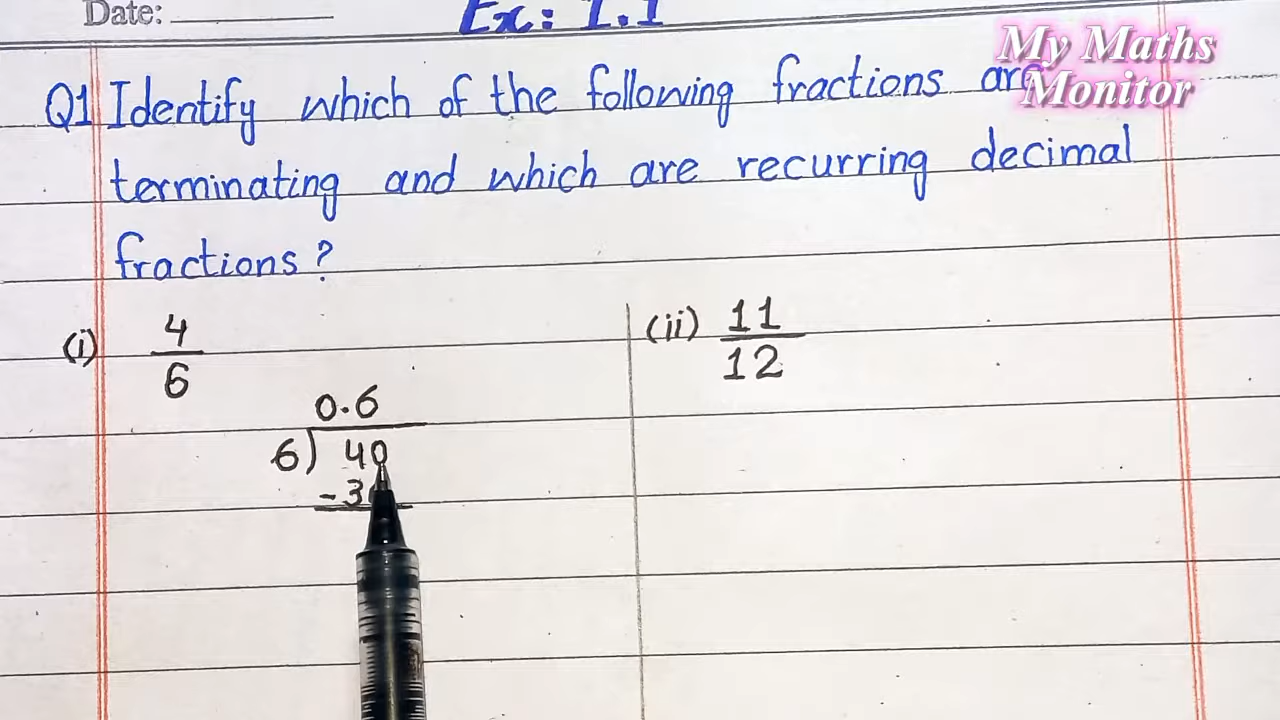 Date:
Ex: 1.1
My Maths
Monitor
Q1 Identify which of the following fractions are
terminating and which are recurring decimal
fractions?
(i) 4/6
(ii) 11/12
0.6
6) 40
-3